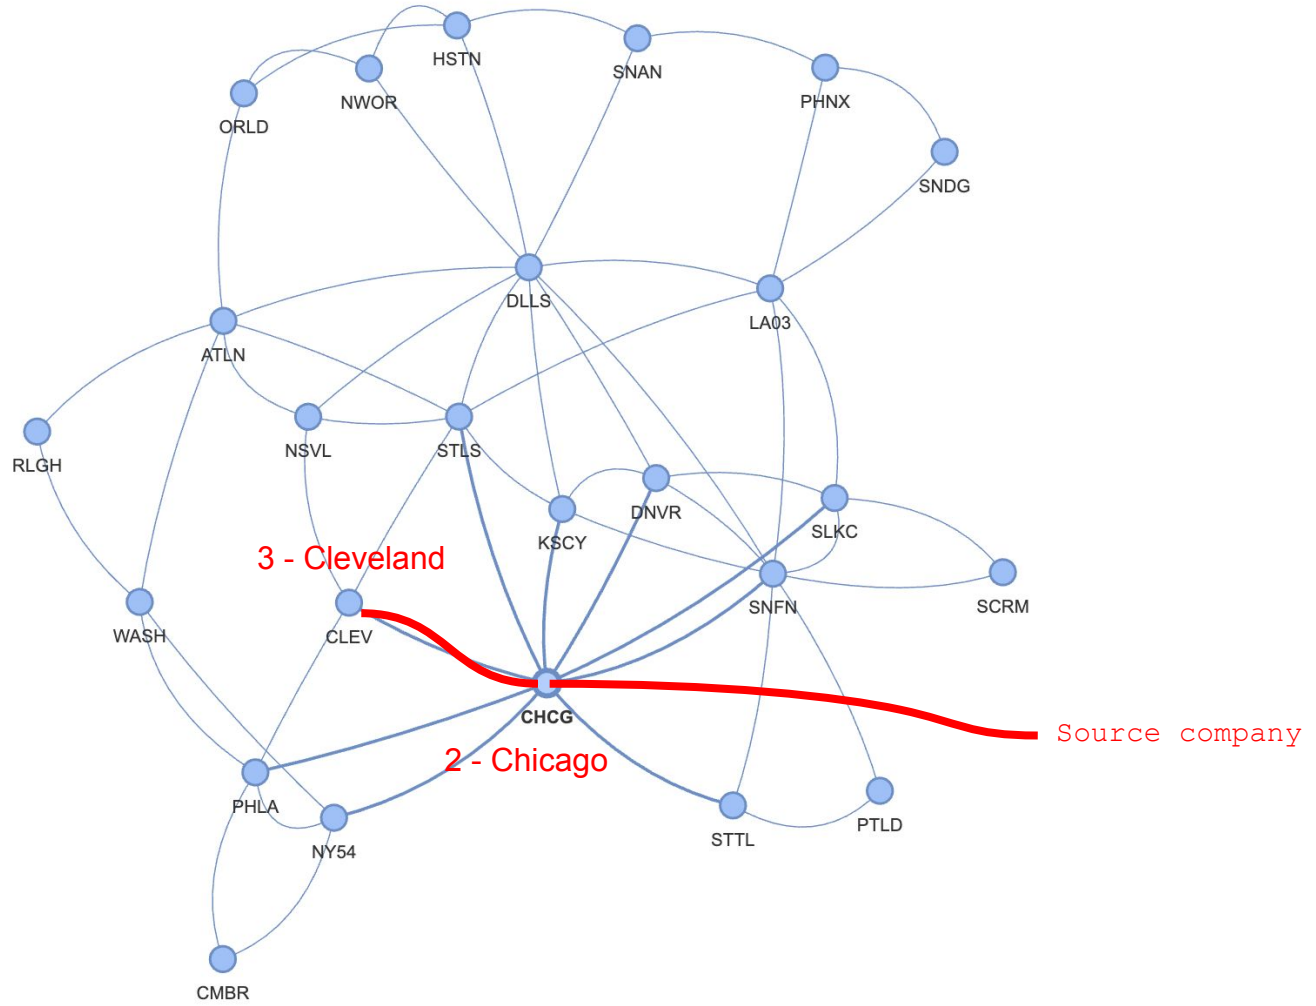 HSTN
SNAN
PHNX
NWOR
ORLD
SNDG
DLLS
LA03
ATLN
NSVL
STLS
RLGH
DNVR
SLKC
KSCY
3 - Cleveland
SNFN
SCRM
WASH
CLEV
CHCG
Source company
2 - Chicago
PHLA
STTL
PTLD
NY54
CMBR